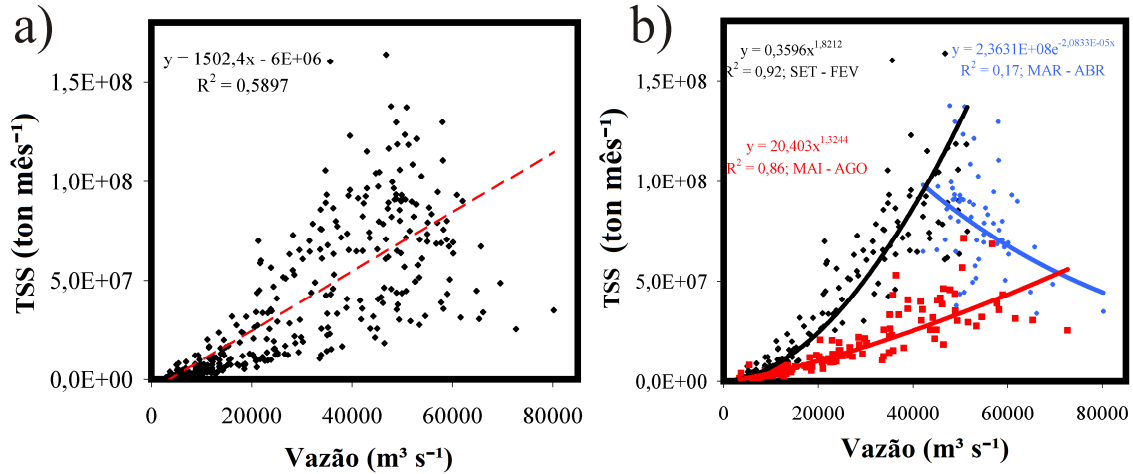 a)
y = 1502,4x - 6E+06
R² = 0,5897
TSS (ton mês⁻¹)
1,5E+08
1,0E+08
5,0E+07
0,0E+00
0 20000 40000 60000 80000
Vazão (m³ s⁻¹)
b)
y = 0,3596x^1,8212
R² = 0,92; SET - FEV
y = 2,3631E+08e^-2,0833E-05x
R² = 0,17; MAR - ABR
y = 20,403x^1,3244
R² = 0,86; MAI - AGO
TSS (ton mês⁻¹)
1,5E+08
1,0E+08
5,0E+07
0,0E+00
0 20000 40000 60000 80000
Vazão (m³ s⁻¹)